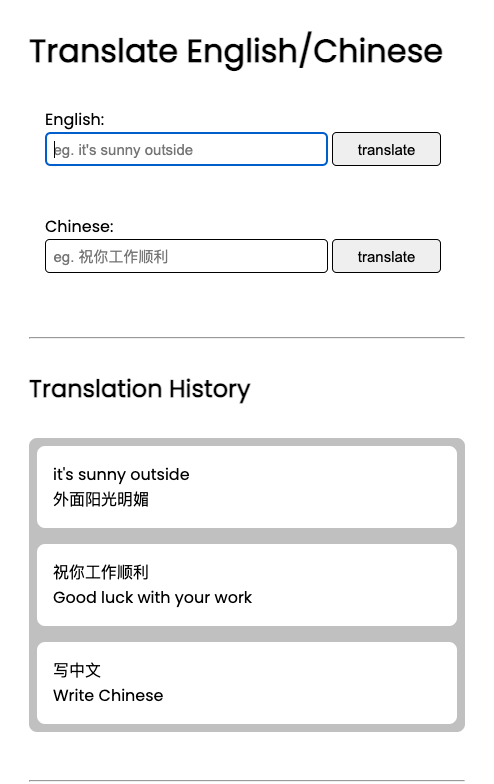 Translate English/Chinese
English:
eg. it's sunny outside
translate
Chinese:
eg. 祝你工作顺利
translate
Translation History
it's sunny outside
外面阳光明媚
祝你工作顺利
Good luck with your work
写中文
Write Chinese